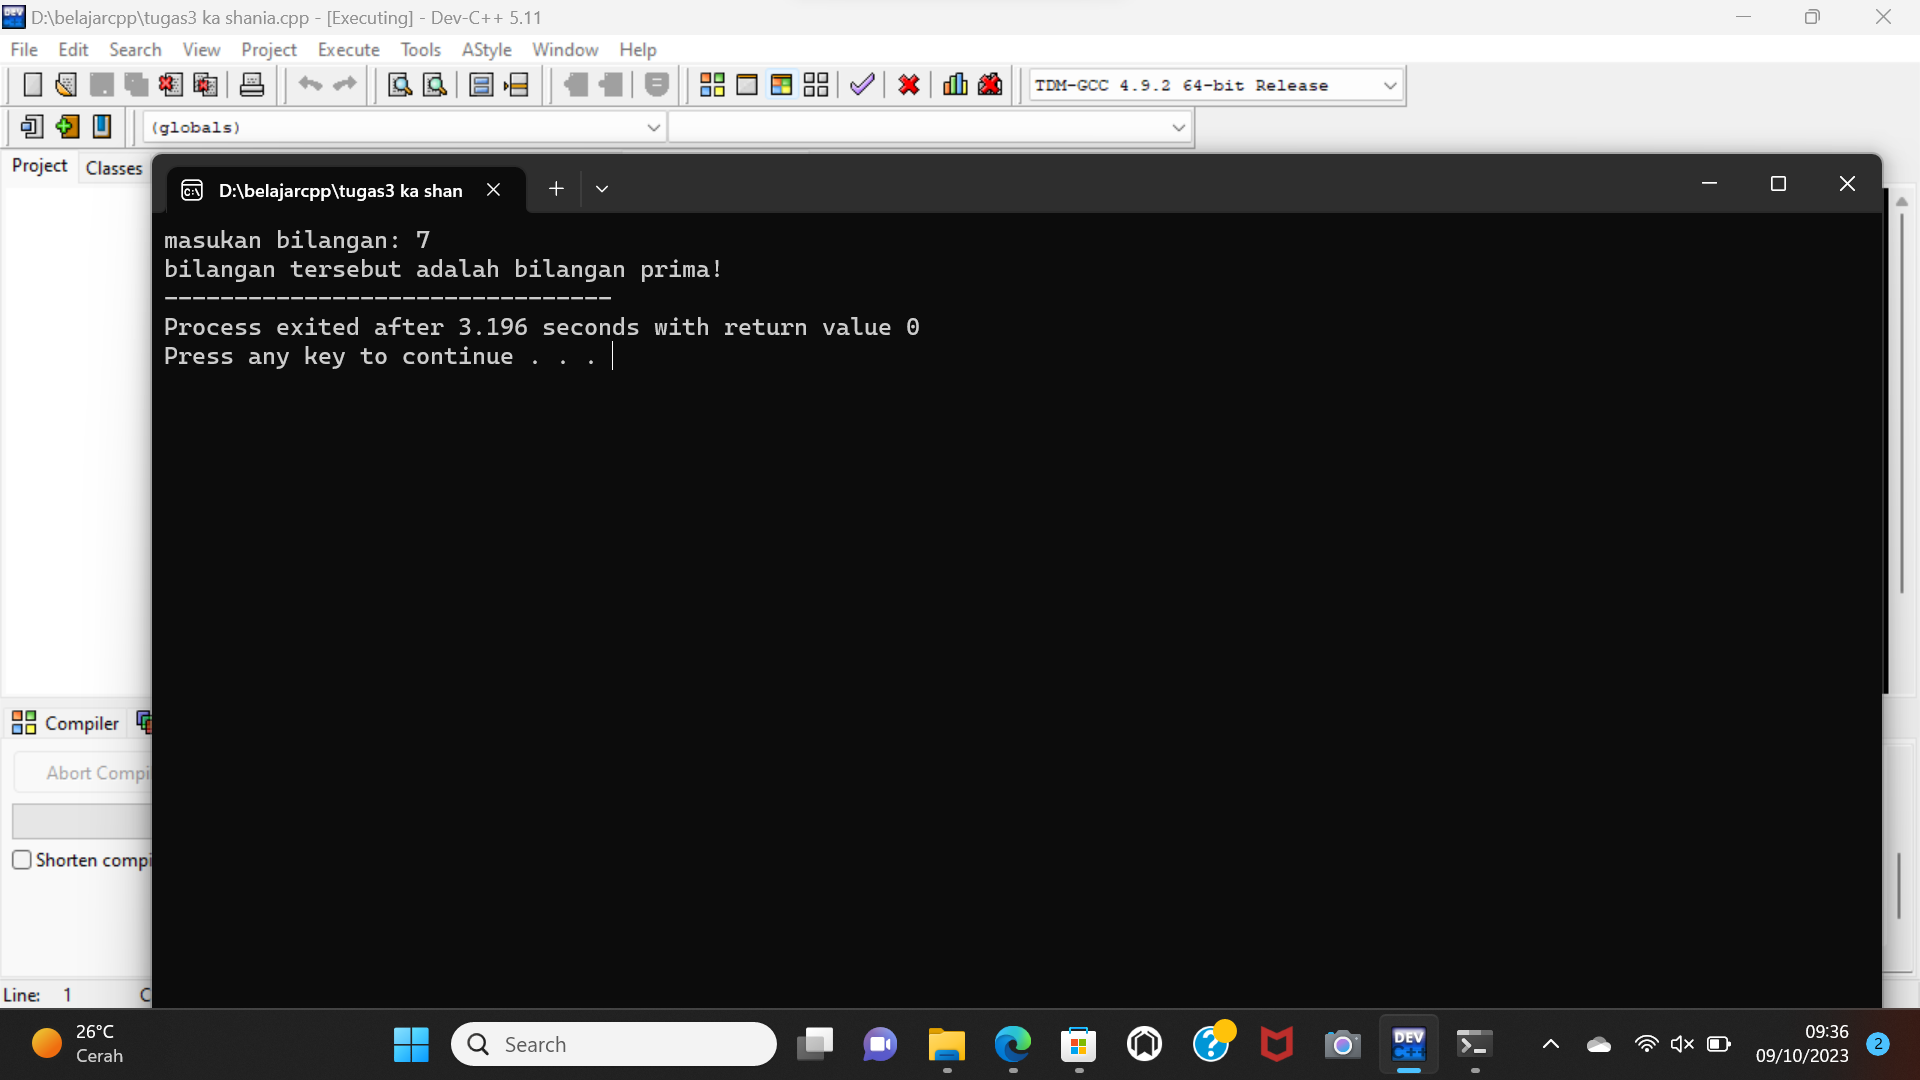 D:\belajarcpp\tugas3 ka shania.cpp - [Executing] - Dev-C++ 5.11
File Edit Search View Project Execute Tools AStyle Window Help
TDM-GCC 4.9.2 64-bit Release
(globals)
Project Classes
D:\belajarcpp\tugas3 ka shan
masukan bilangan: 7
bilangan tersebut adalah bilangan prima!
--------------------------------
Process exited after 3.196 seconds with return value 0
Press any key to continue . . .
Compiler
Abort Compi
Shorten compi
Line: 1 C
26°C
Cerah
Search
DEV
C++
09:36
09/10/2023
2